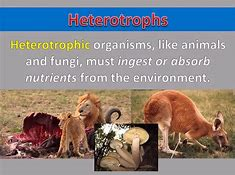 Heterotrophs
Heterotrophic organisms, like animals
and fungi, must ingest or absorb
nutrients from the environment.